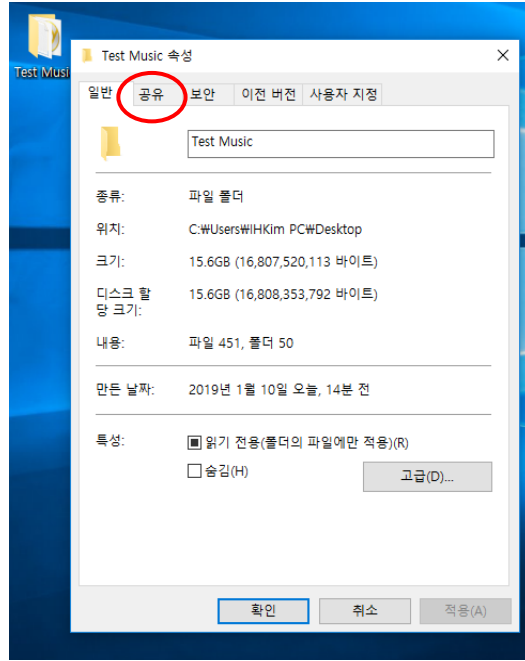 Test Musi
Test Music 속성
일반 공유 보안 이전 버전 사용자 지정
Test Music
종류: 파일 폴더
위치: C:₩Users₩IHKim PC₩Desktop
크기: 15.6GB (16,807,520,113 바이트)
디스크 할 15.6GB (16,808,353,792 바이트)
당 크기:
내용: 파일 451, 폴더 50
만든 날짜: 2019년 1월 10일 오늘, 14분 전
특성: 읽기 전용(폴더의 파일에만 적용)(R)
숨김(H)
고급(D)...
확인 취소 적용(A)